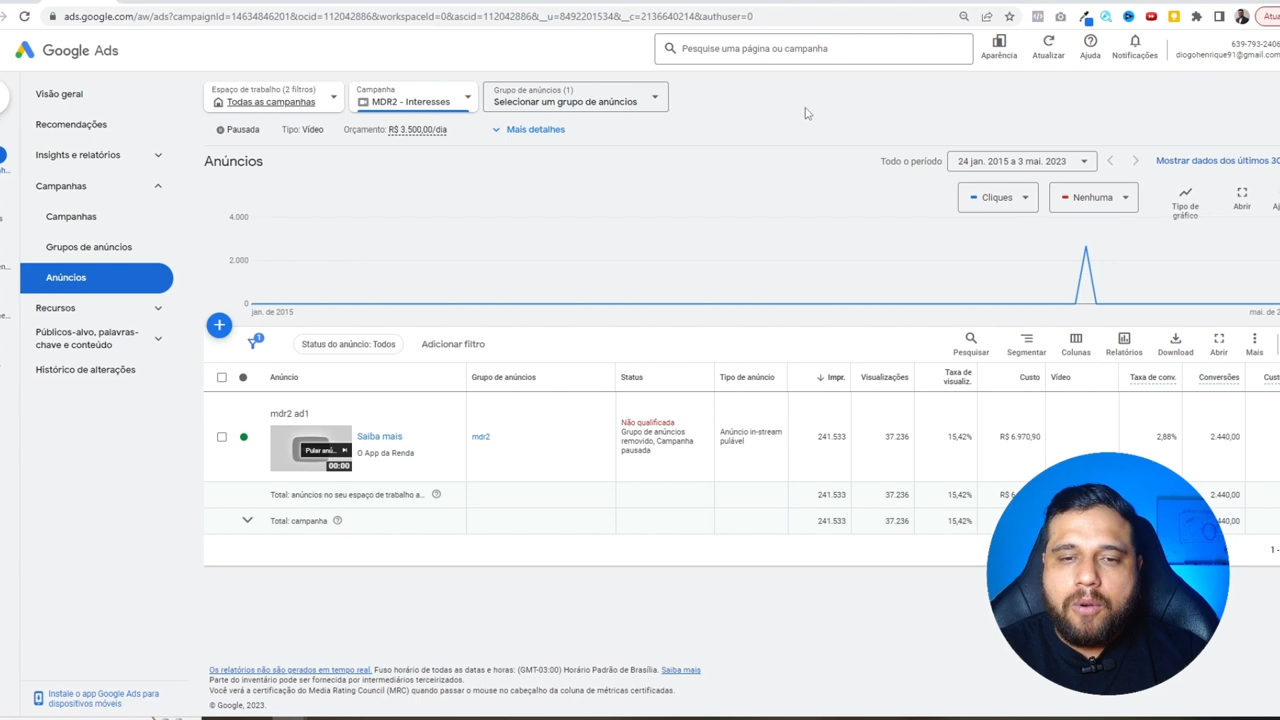 ads.google.com/aw/ads?campaignId=14634846201&ocid=112042886&workspaceId=0&ascid=112042886&__u=8492201534&__c=2136640214&authuser=0
Google Ads
Pesquise uma página ou campanha
Aparência
Atualizar
Ajuda
Notificações
639-793-2406
diogohenrique91@gmail.com
Visão geral
Recomendações
Insights e relatórios
Campanhas
Campanhas
Grupos de anúncios
Anúncios
Recursos
Públicos-alvo, palavras-
chave e conteúdo
Histórico de alterações
Instale o app Google Ads para
dispositivos móveis
Espaço de trabalho (2 filtros)
Todas as campanhas
Campanha
MDR2 - Interesses
Grupo de anúncios (1)
Selecionar um grupo de anúncios
Pausada Tipo: Vídeo Orçamento: R$ 3.500,00/dia Mais detalhes
Anúncios
Todo o período 24 jan. 2015 a 3 mai. 2023 Mostrar dados dos últimos 30
Cliques Nenhuma
Tipo de
gráfico
Abrir
4.000
2.000
0
jan. de 2015
Status do anúncio: Todos Adicionar filtro
1
Pesquisar Segmentar Colunas Relatórios Download Abrir Mais
Anúncio Grupo de anúncios Status Tipo de anúncio Impr. Visualizações Taxa de
visualiz. Custo Vídeo Taxa de conv. Conversões
mdr2 ad1
Pular anú...
00:00
Saiba mais
O App da Renda
mdr2
Não qualificada
Grupo de anúncios
removido, Campanha
pausada
Anúncio in-stream
pulável
241.533 37.236 15,42% R$ 6.970,90 2,88% 2.440,00
Total: anúncios no seu espaço de trabalho a... 241.533 37.236 15,42%
Total: campanha 241.533 37.236 15,42%
Os relatórios não são gerados em tempo real. Fuso horário de todas as datas e horas: (GMT-03:00) Horário Padrão de Brasília. Saiba mais
Parte do inventário pode ser fornecida por intermediários terceirizados.
Você verá a certificação do Media Rating Council (MRC) quando passar o mouse no cabeçalho da coluna de métricas certificadas.
© Google, 2023.